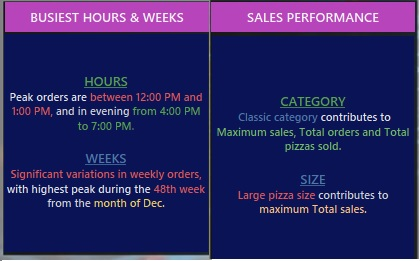 BUSIEST HOURS & WEEKS
HOURS
Peak orders are between 12:00 PM and
1:00 PM, and in evening from 4:00 PM
to 7:00 PM.
WEEKS
Significant variations in weekly orders,
with highest peak during the 48th week
from the month of Dec.
SALES PERFORMANCE
CATEGORY
Classic category contributes to
Maximum sales, Total orders and Total
pizzas sold.
SIZE
Large pizza size contributes to
maximum Total sales.